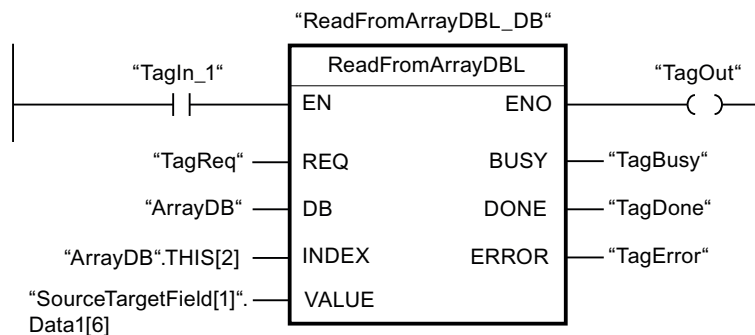 “ReadFromArrayDBL_DB“
ReadFromArrayDBL
“TagIn_1“
“TagOut“
EN
ENO
“TagReq“
REQ
BUSY
“TagBusy“
“ArrayDB“
DB
DONE
“TagDone“
“ArrayDB“.THIS[2]
INDEX
ERROR
“TagError“
“SourceTargetField[1]“.
Data1[6]
VALUE